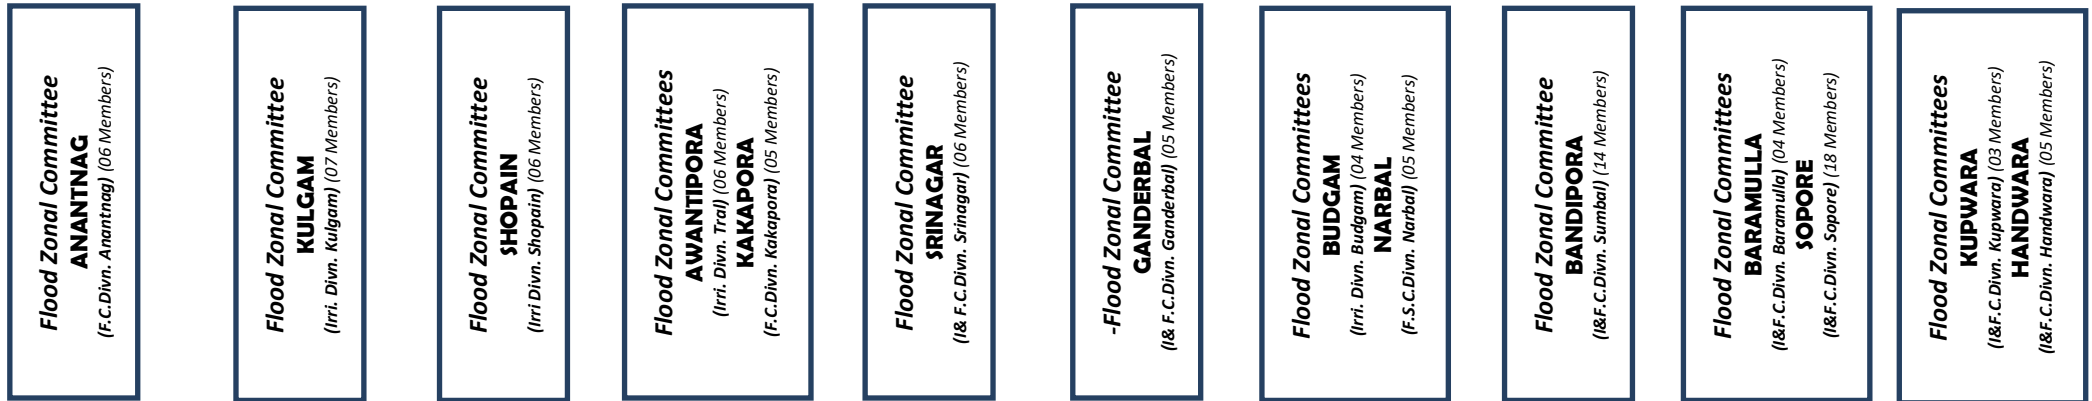 Flood Zonal Committee
ANANTNAG
(F.C.Divn. Anantnag) (06 Members)
Flood Zonal Committee
KULGAM
(Irri. Divn. Kulgam) (07 Members)
Flood Zonal Committee
SHOPAIN
(Irri Divn. Shopain) (06 Members)
Flood Zonal Committees
AWANTIPORA
(Irri. Divn. Tral) (06 Members)
KAKAPORA
(F.C.Divn. Kakapora) (05 Members)
Flood Zonal Committee
SRINAGAR
(I& F.C.Divn. Srinagar) (06 Members)
-Flood Zonal Committee
GANDERBAL
(I& F.C.Divn. Ganderbal) (05 Members)
Flood Zonal Committees
BUDGAM
(Irri. Divn. Budgam) (04 Members)
NARBAL
(F.S.C.Divn. Narbal) (05 Members)
Flood Zonal Committee
BANDIPORA
(I&F.C.Divn. Sumbal) (14 Members)
Flood Zonal Committees
BARAMULLA
(I&F.C.Divn. Baramulla) (04 Members)
SOPORE
(I&F.C.Divn. Sopore) (18 Members)
Flood Zonal Committees
KUPWARA
(I&F.C.Divn. Kupwara) (03 Members)
HANDWARA
(I&F.C.Divn. Handwara) (05 Members)